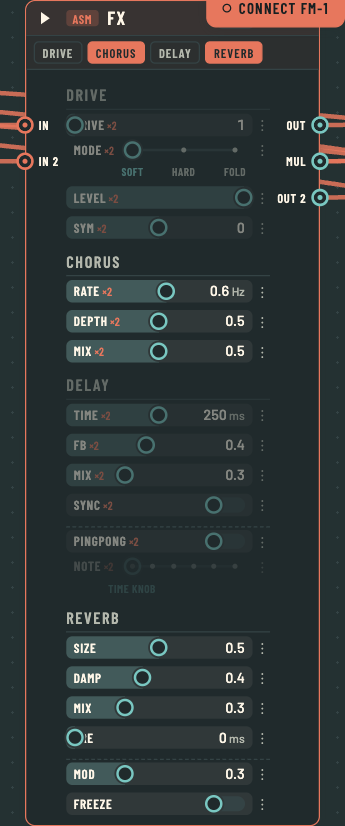 CONNECT FM-1
ASM FX
DRIVE CHORUS DELAY REVERB
DRIVE
IN
IN 2
OUT
MUL
OUT 2
×2 1
MODE ×2
SOFT HARD FOLD
LEVEL ×2
SYM ×2 0
CHORUS
RATE ×2 0.6 Hz
DEPTH ×2 0.5
MIX ×2 0.5
DELAY
TIME ×2 250 ms
FB ×2 0.4
MIX ×2 0.3
SYNC ×2
PINGPONG ×2
NOTE ×2
TIME KNOB
REVERB
SIZE 0.5
DAMP 0.4
MIX 0.3
0 ms
MOD 0.3
FREEZE